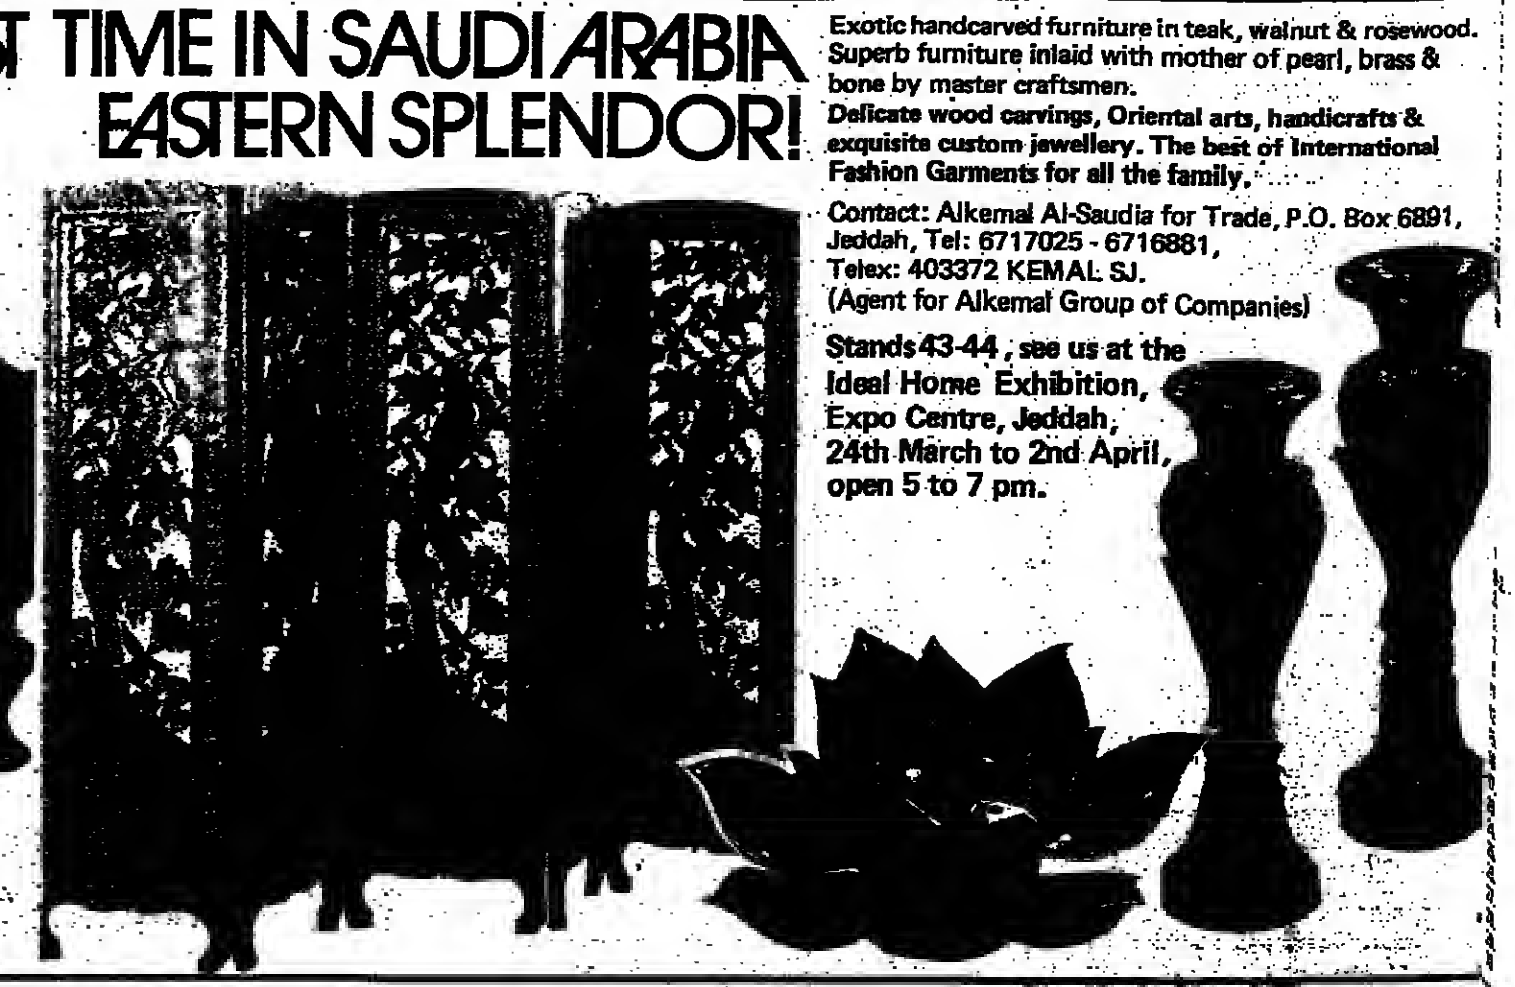 T TIME IN SAUDI ARABIA
EASTERN SPLENDOR!
Exotic handcarved furniture in teak, walnut & rosewood.
Superb furniture inlaid with mother of pearl, brass &
bone by master craftsmen.
Delicate wood carvings, Oriental arts, handicrafts &
exquisite custom jewellery. The best of International
Fashion Garments for all the family.
Contact: Alkemal Al-Saudia for Trade, P.O. Box 6891,
Jeddah, Tel: 6717025 - 6716881,
Telex: 403372 KEMAL SJ.
(Agent for Alkemal Group of Companies)
Stands 43-44, see us at the
Ideal Home Exhibition,
Expo Centre, Jeddah,
24th March to 2nd April,
open 5 to 7 pm.